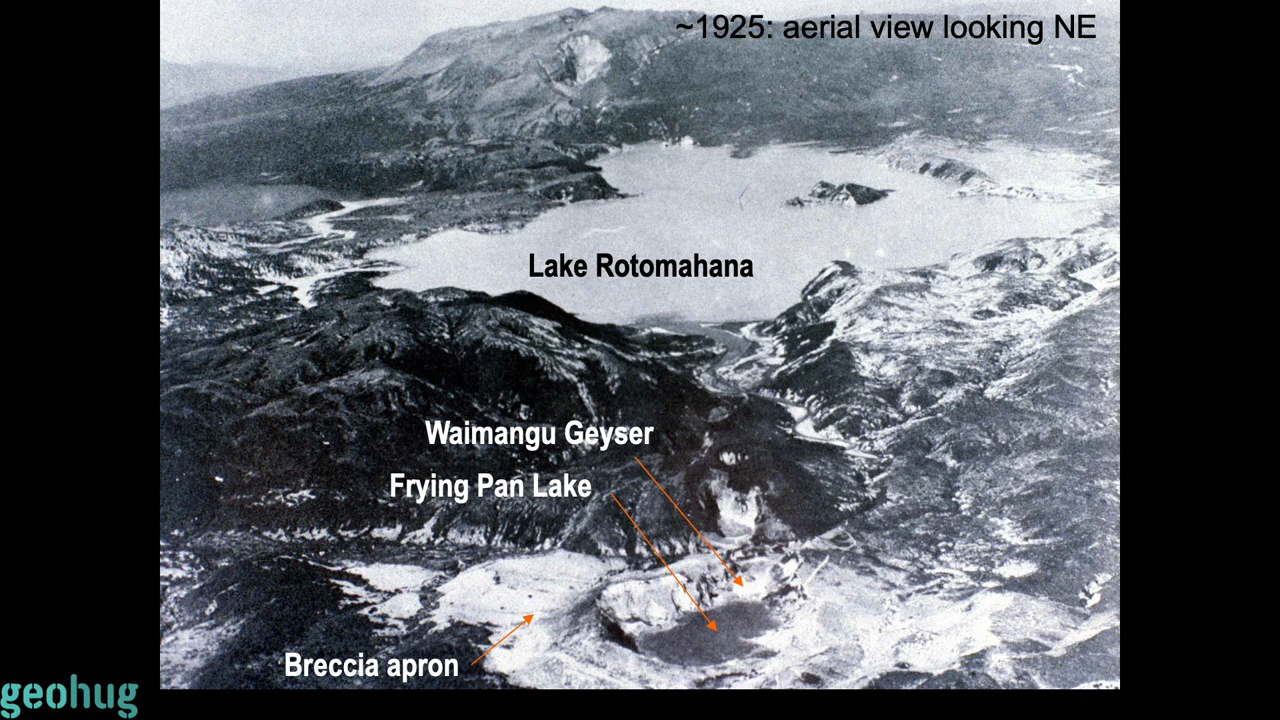 ~1925: aerial view looking NE
Lake Rotomahana
Waimangu Geyser
Frying Pan Lake
Breccia apron
geohug